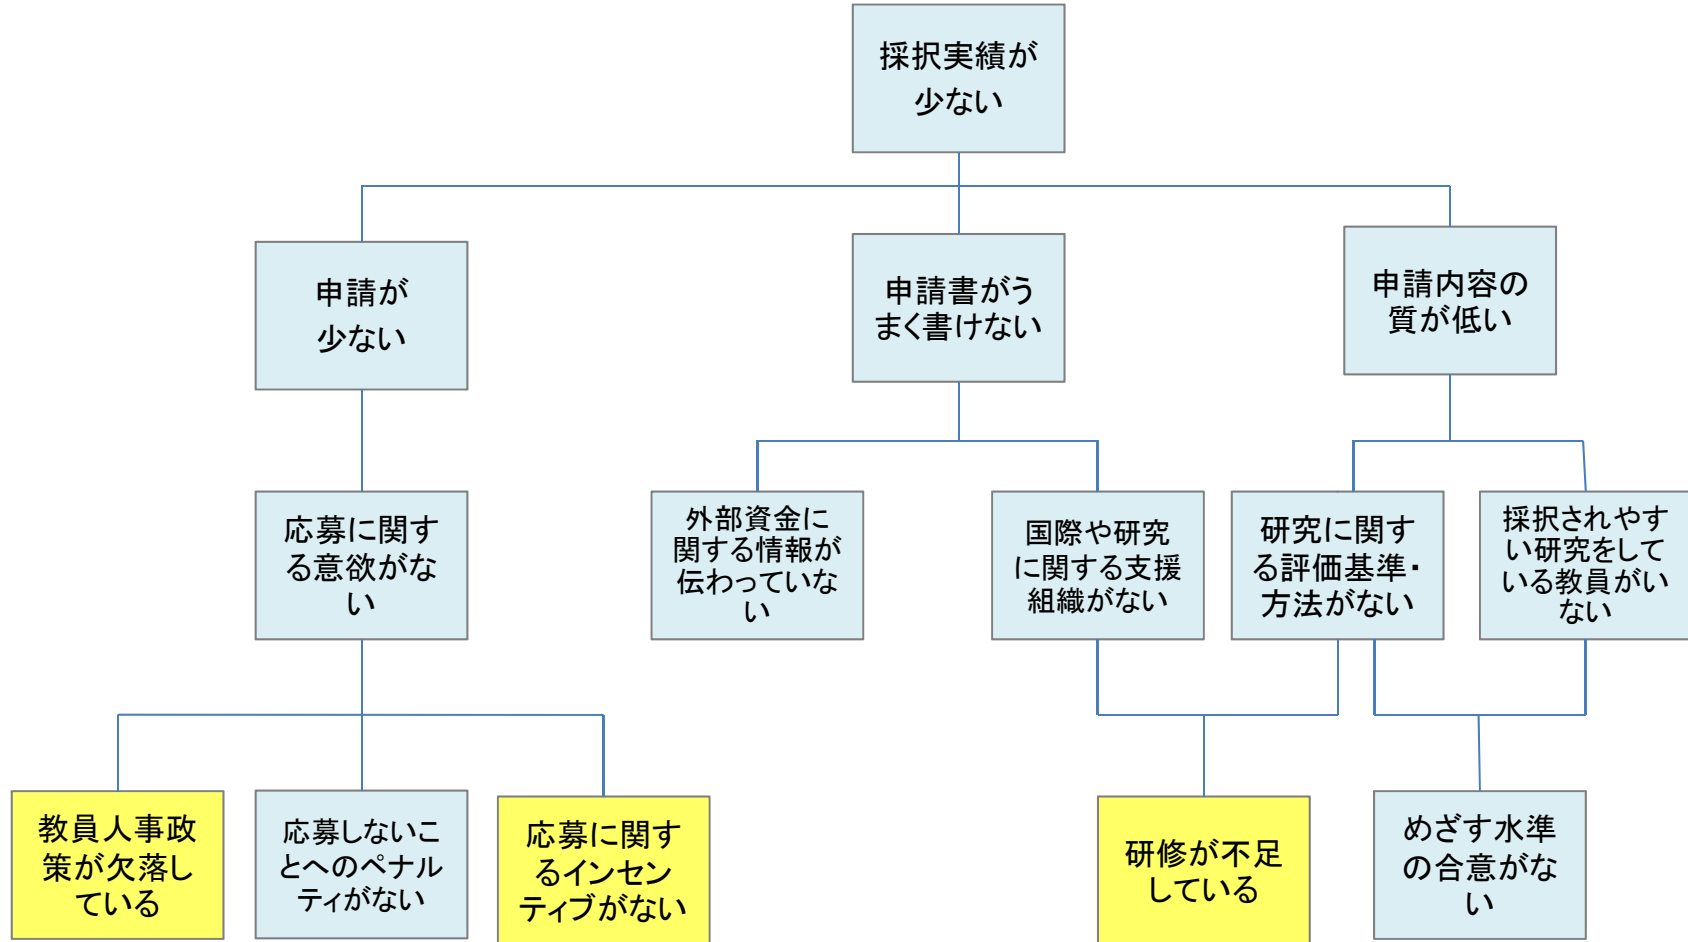 採択実績が
少ない
申請が
少ない
申請書がう
まく書けない
申請内容の
質が低い
応募に関す
る意欲がな
い
外部資金に
関する情報が
伝わっていな
い
国際や研究
に関する支援
組織がない
研究に関す
る評価基準・
方法がない
採択されやす
い研究をして
いる教員がい
ない
教員人事政
策が欠落し
ている
応募しないこ
とへのペナル
ティがない
応募に関す
るインセン
ティブがない
研修が不足
している
めざす水準
の合意がな
い